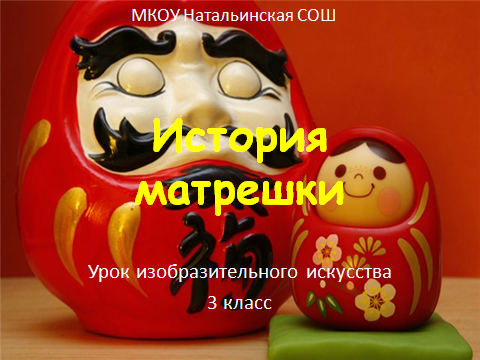 МКОУ Натальинская СОШ
История
матрешки
Урок изобразительного искусства
3 класс